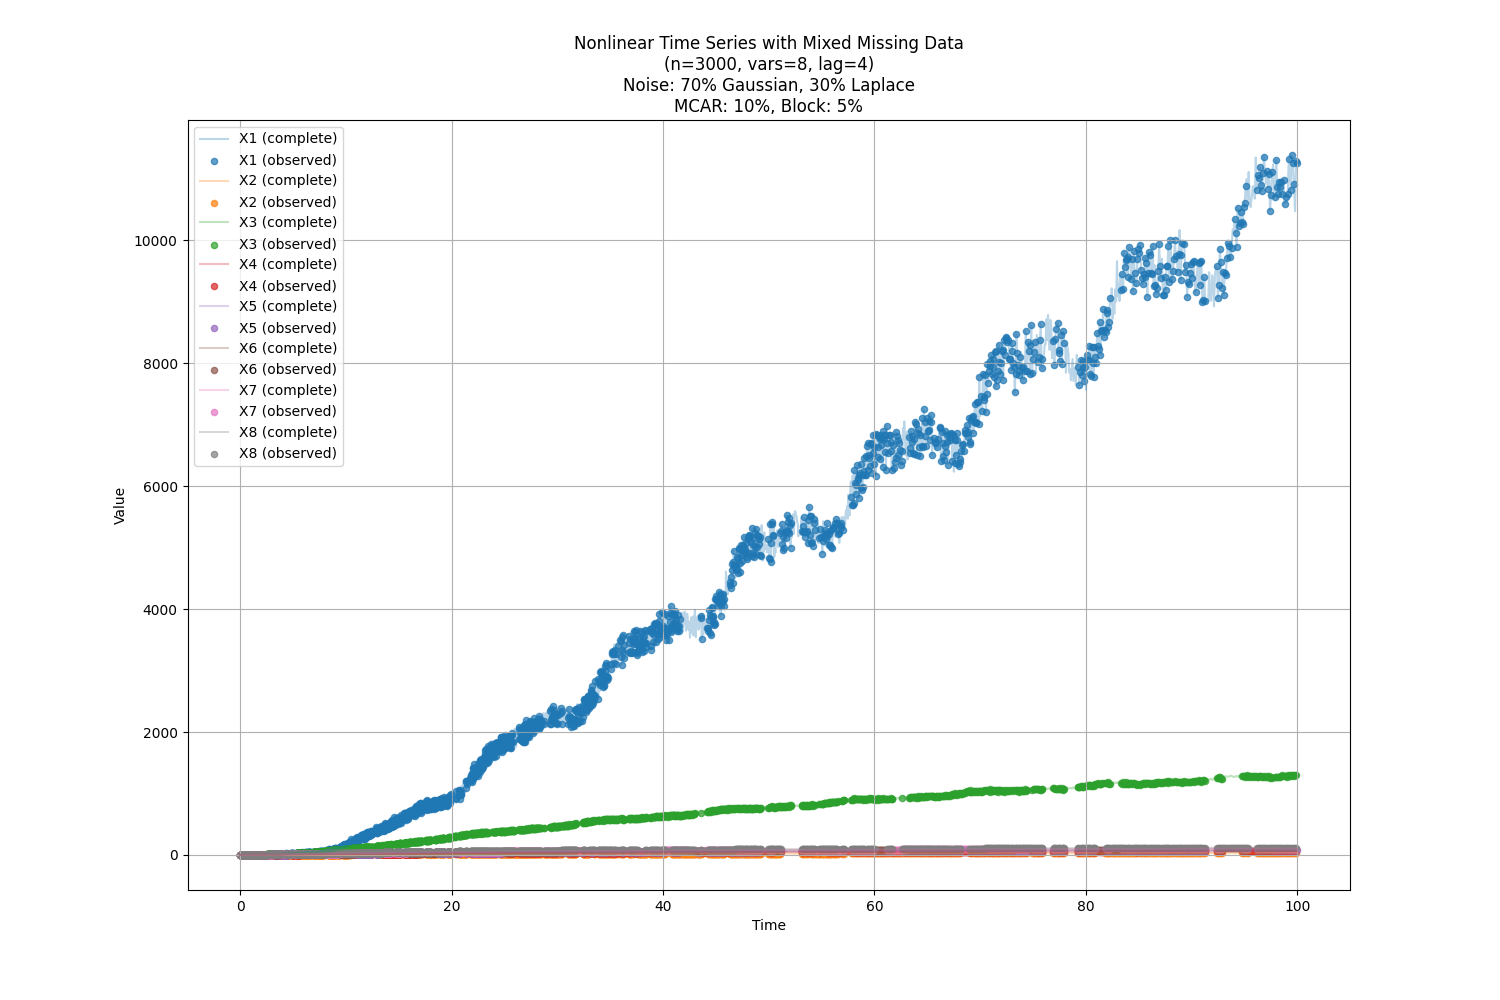 Nonlinear Time Series with Mixed Missing Data
(n=3000, vars=8, lag=4)
Noise: 70% Gaussian, 30% Laplace
MCAR: 10%, Block: 5%
X1 (complete)
X1 (observed)
X2 (complete)
X2 (observed)
X3 (complete)
X3 (observed)
X4 (complete)
X4 (observed)
X5 (complete)
X5 (observed)
X6 (complete)
X6 (observed)
X7 (complete)
X7 (observed)
X8 (complete)
X8 (observed)
10000
8000
6000
4000
2000
0
Value
0 20 40 60 80 100
Time